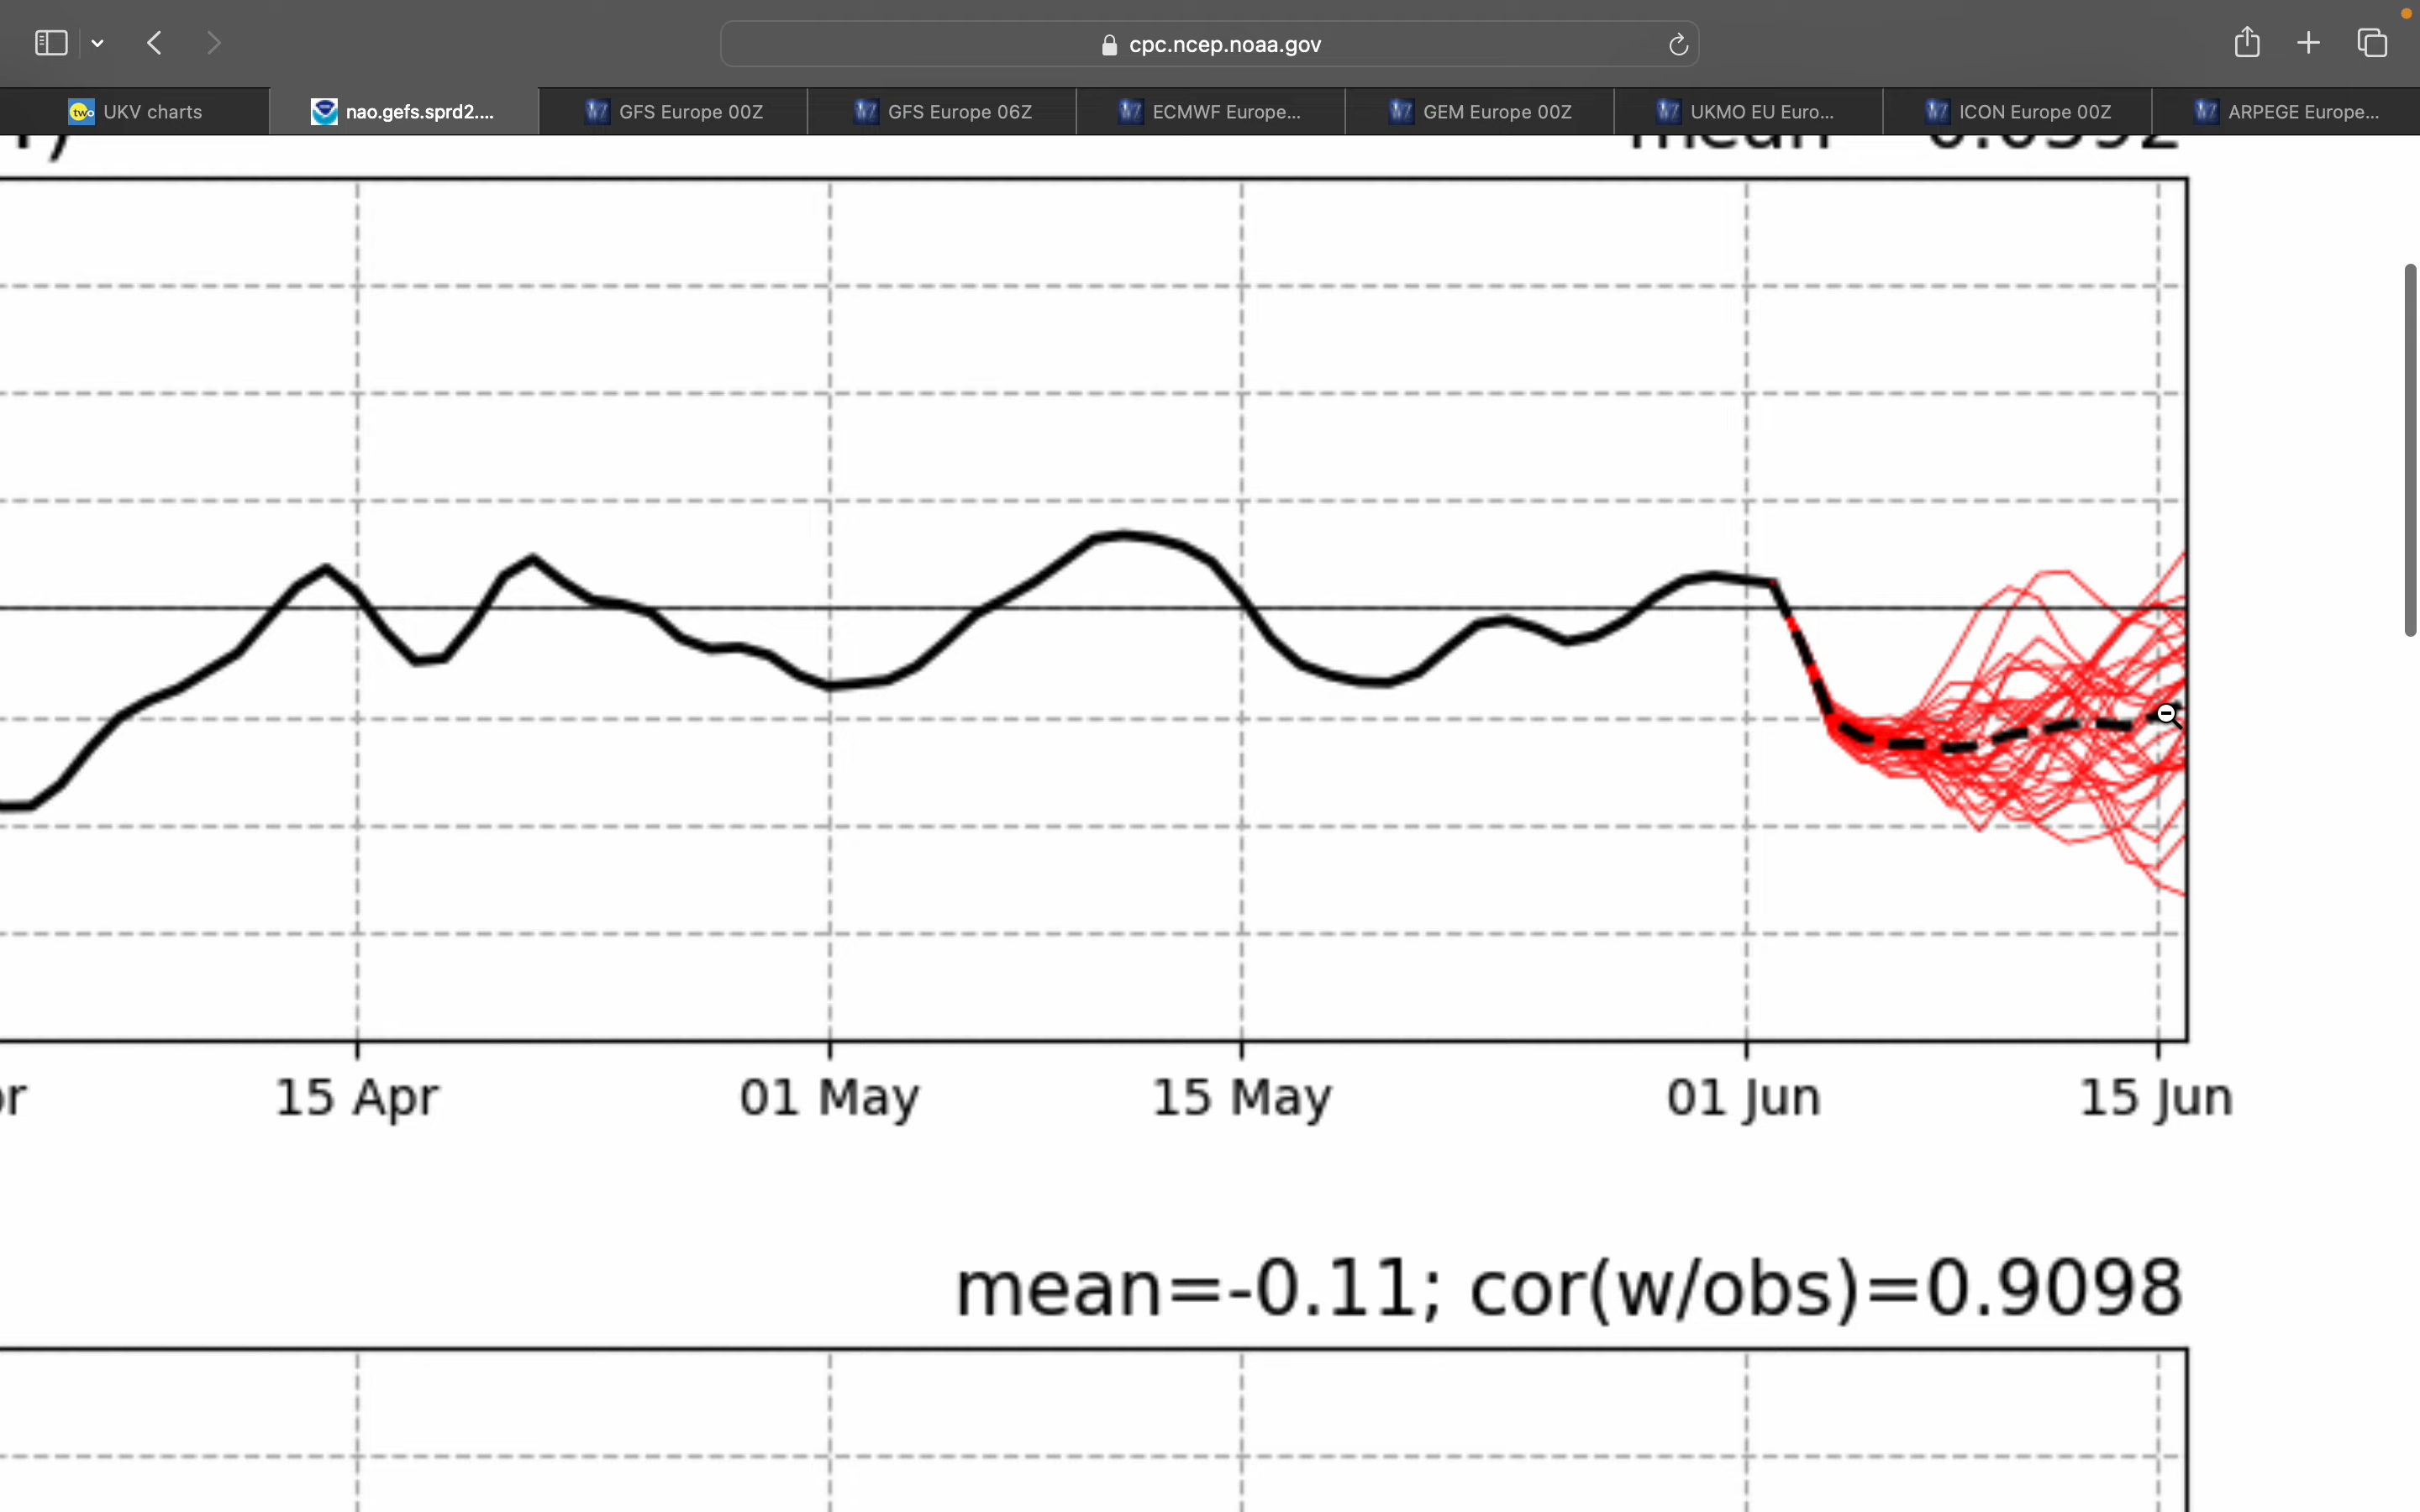 cpc.ncep.noaa.gov
two UKV charts
nao.gefs.sprd2....
GFS Europe 00Z
GFS Europe 06Z
ECMWF Europe...
GEM Europe 00Z
UKMO EU Euro...
ICON Europe 00Z
ARPEGE Europe...
15 Apr
01 May
15 May
01 Jun
15 Jun
mean=-0.11; cor(w/obs)=0.9098